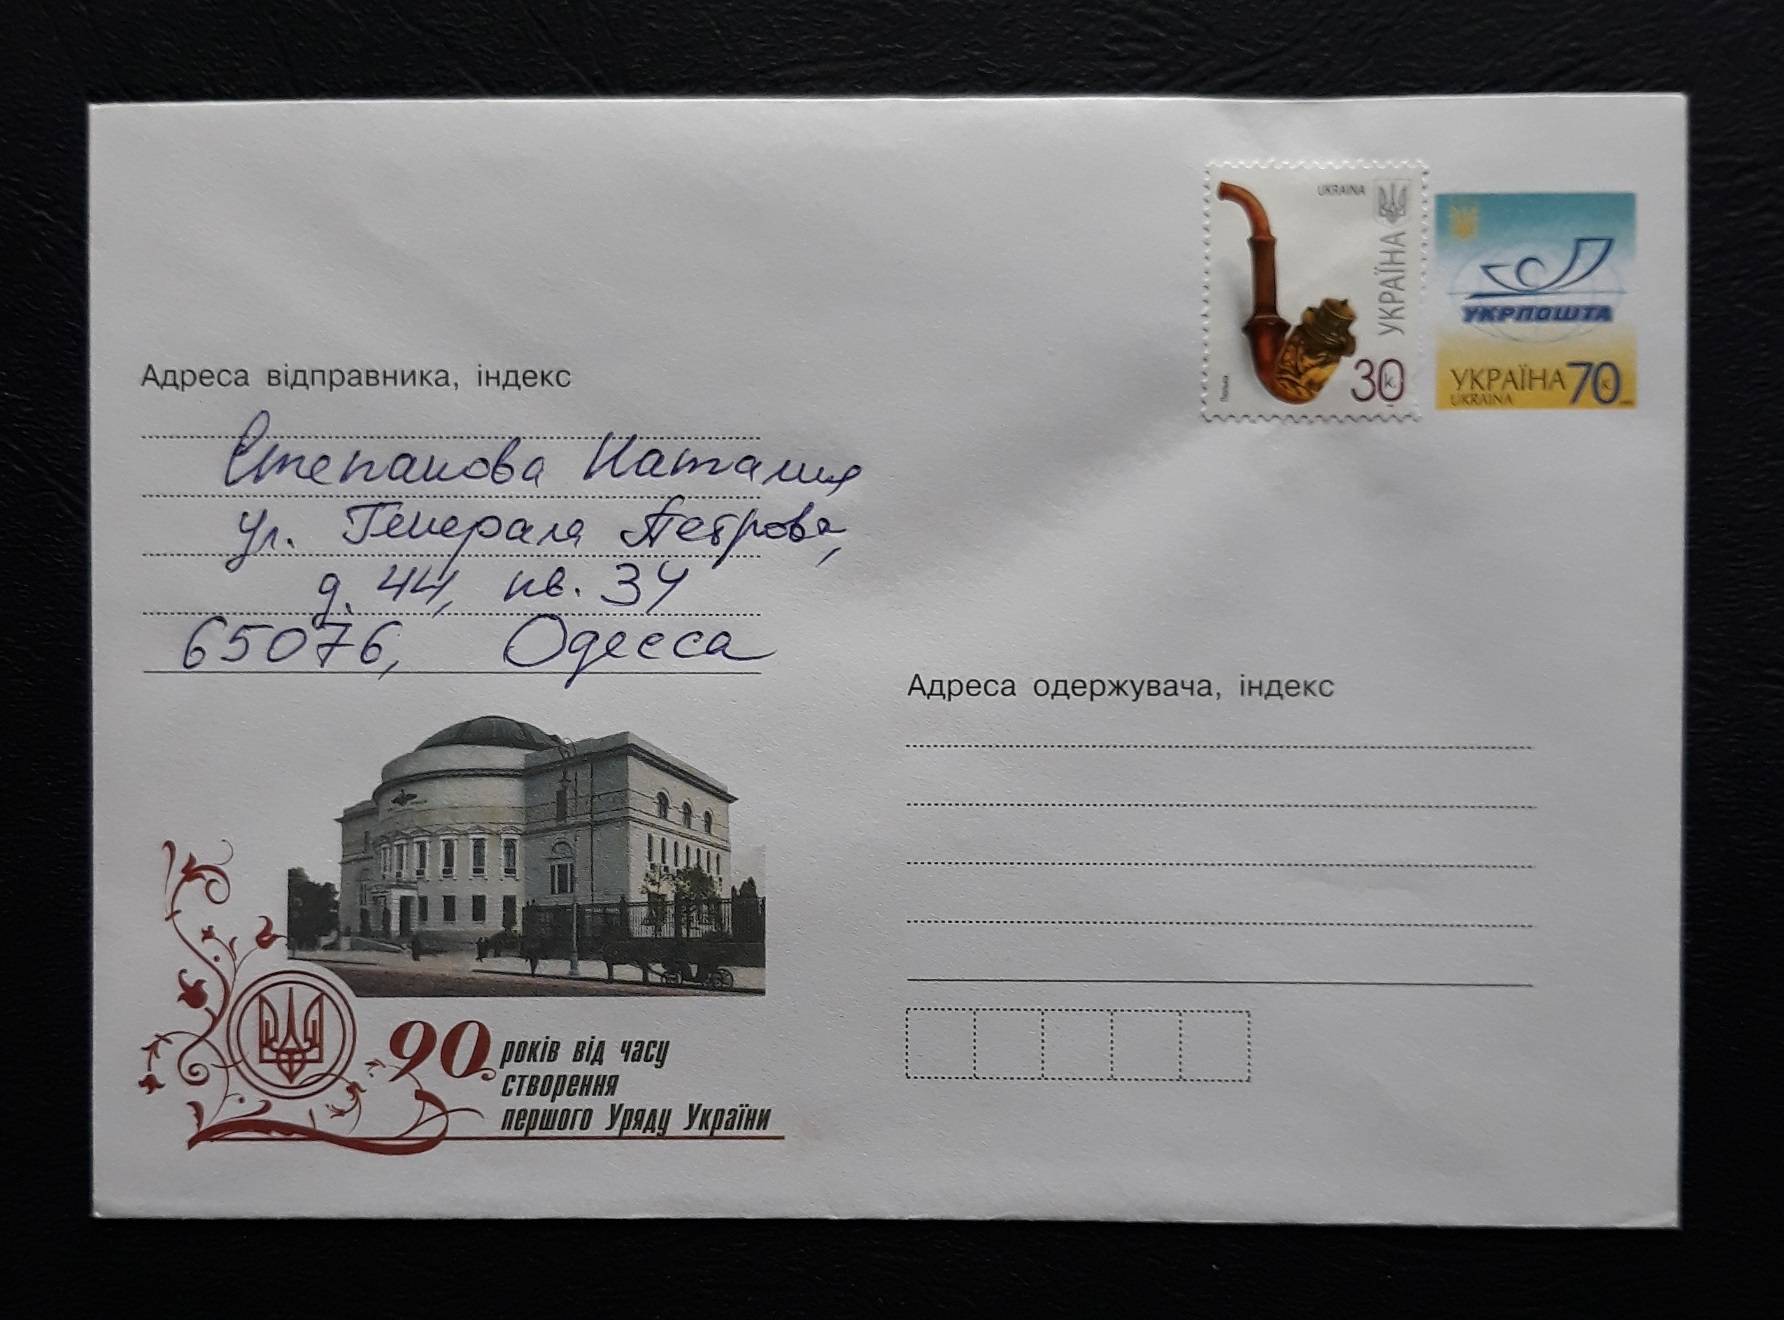 UKRAINA
УКРАЇНА
Люлька
30 к.
УКРПОШТА
УКРАЇНА 70 к.
UKRAINA
Адреса відправника, індекс
Степанова Наталия
ул. Генерала Петрова,
д. 44, кв. 34
65076, Одесса
Адреса одержувача, індекс
90 років від часу
створення
першого Уряду України